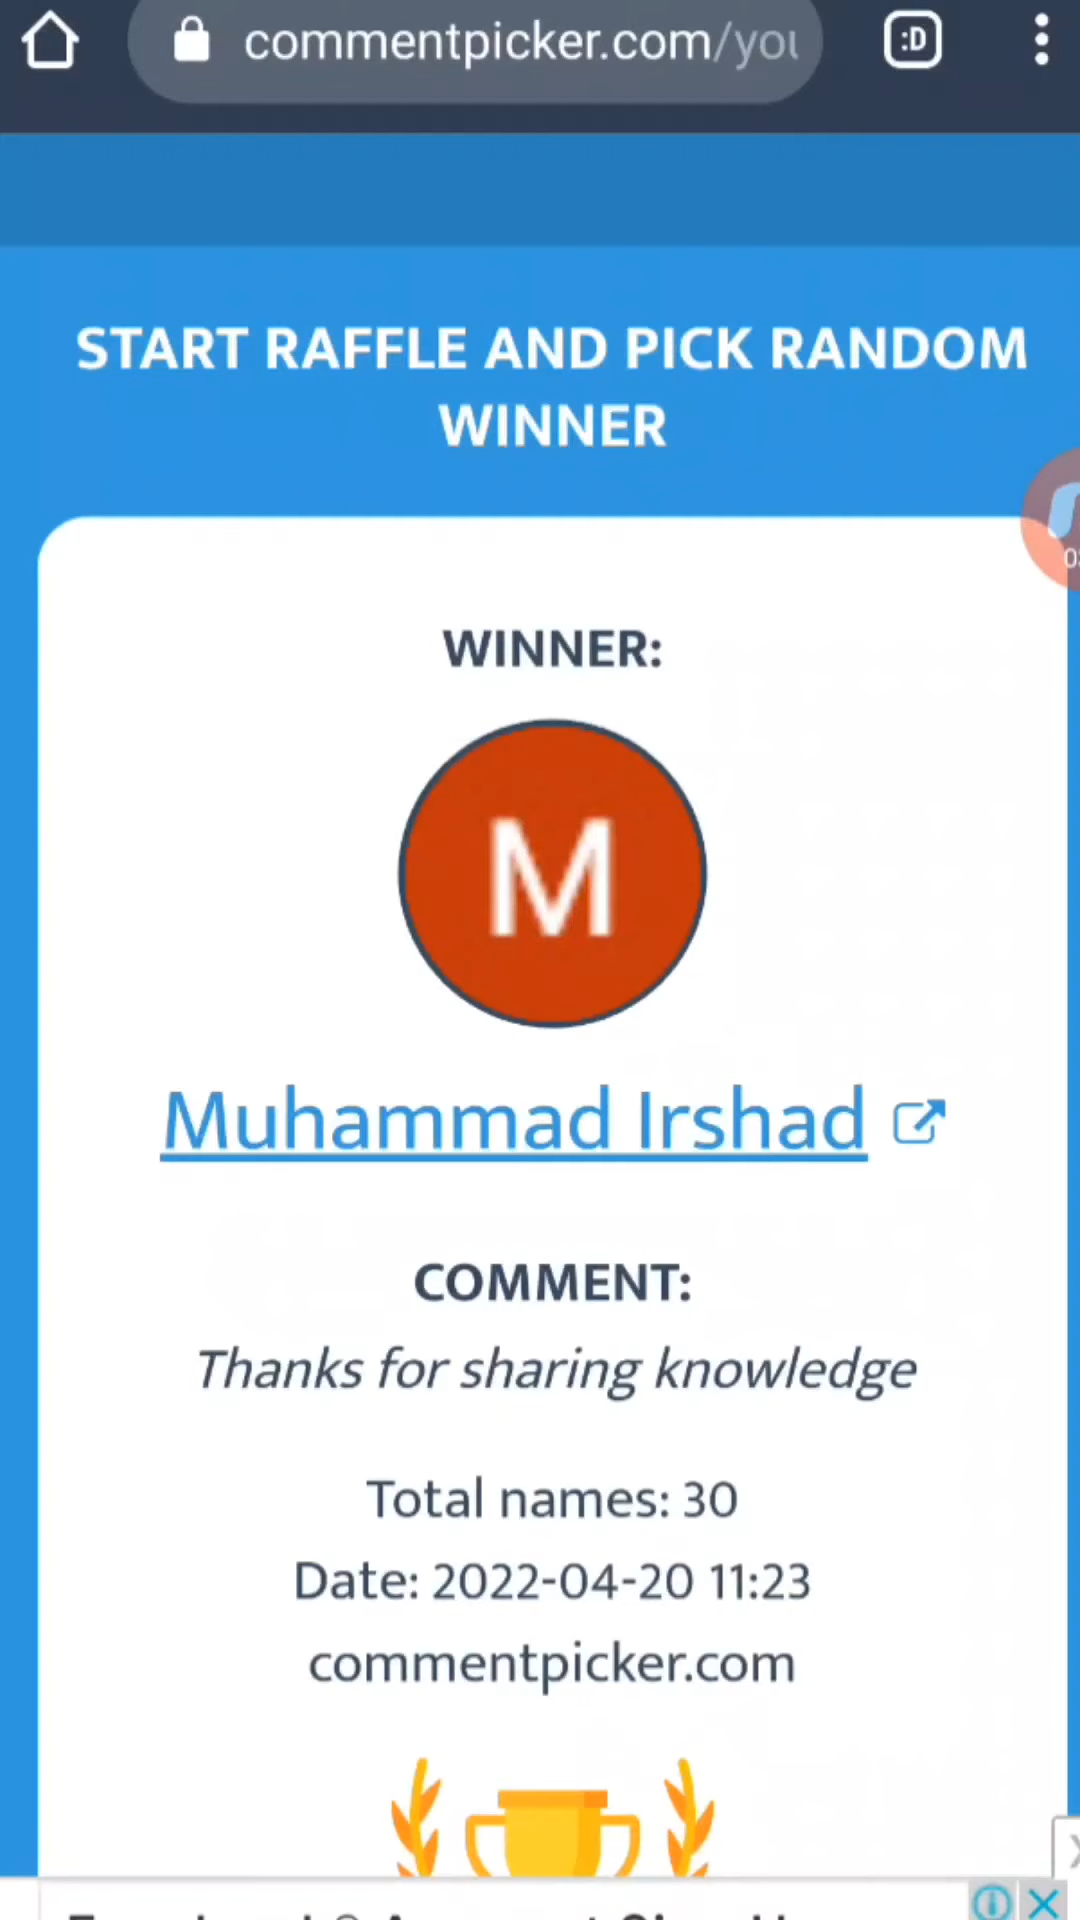 commentpicker.com/you
:D
START RAFFLE AND PICK RANDOM
WINNER
WINNER:
M
Muhammad Irshad
COMMENT:
Thanks for sharing knowledge
Total names: 30
Date: 2022-04-20 11:23
commentpicker.com